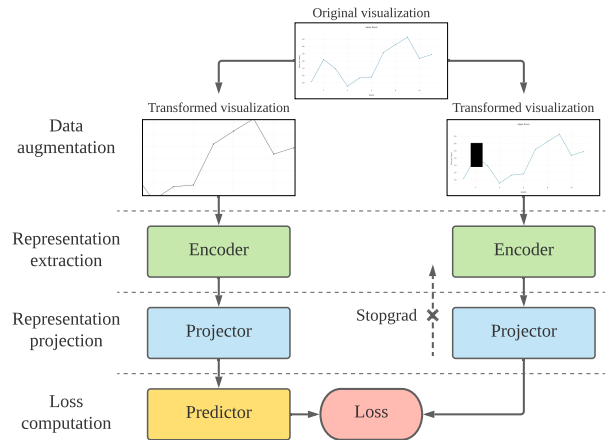 Original visualization
Transformed visualization
Transformed visualization
Data
augmentation
Representation
extraction
Encoder
Encoder
Representation
projection
Projector
Stopgrad
Projector
Loss
computation
Predictor
Loss